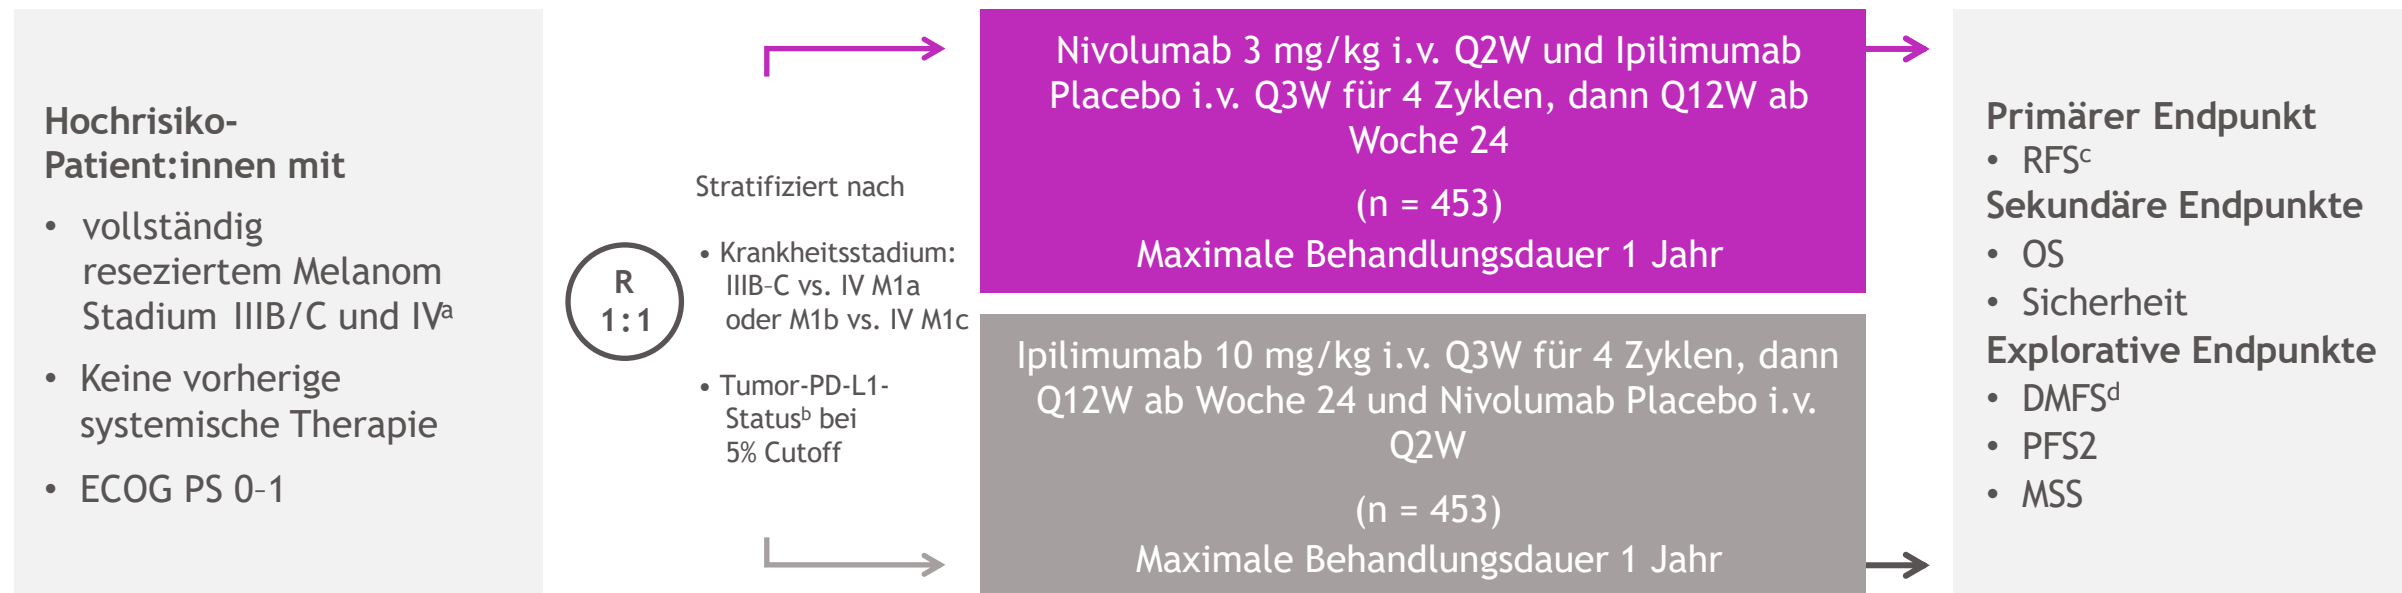 Hochrisiko-
Patient:innen mit
• vollständig
reseziertem Melanom
Stadium IIIB/C und IVᵃ
• Keine vorherige
systemische Therapie
• ECOG PS 0–1
R
1:1
Stratifiziert nach
• Krankheitsstadium:
IIIB–C vs. IV M1a
oder M1b vs. IV M1c
• Tumor-PD-L1-
Statusᵇ bei
5% Cutoff
Nivolumab 3 mg/kg i.v. Q2W und Ipilimumab
Placebo i.v. Q3W für 4 Zyklen, dann Q12W ab
Woche 24
(n = 453)
Maximale Behandlungsdauer 1 Jahr
Ipilimumab 10 mg/kg i.v. Q3W für 4 Zyklen, dann
Q12W ab Woche 24 und Nivolumab Placebo i.v.
Q2W
(n = 453)
Maximale Behandlungsdauer 1 Jahr
Primärer Endpunkt
• RFSᶜ
Sekundäre Endpunkte
• OS
• Sicherheit
Explorative Endpunkte
• DMFSᵈ
• PFS2
• MSS